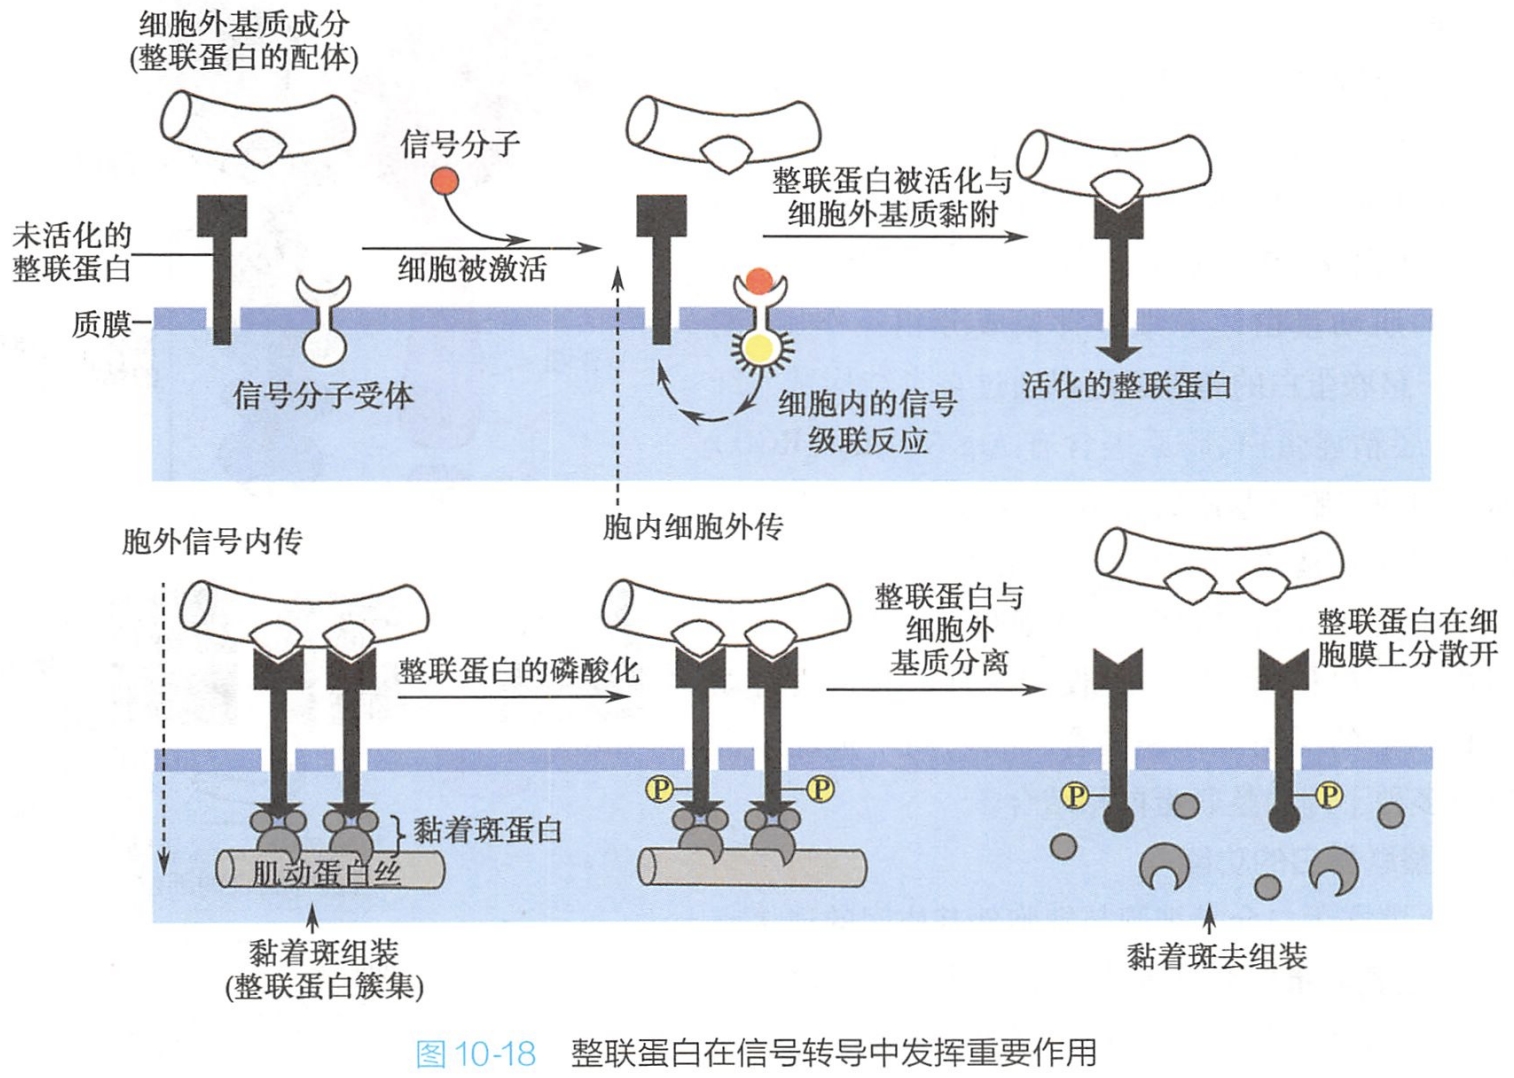 细胞外基质成分
(整联蛋白的配体)
信号分子
整联蛋白被活化与
细胞外基质黏附
未活化的
整联蛋白
细胞被激活
质膜
信号分子受体
细胞内的信号
级联反应
活化的整联蛋白
胞外信号内传
胞内细胞外传
整联蛋白的磷酸化
整联蛋白与
细胞外
基质分离
整联蛋白在细
胞膜上分散开
P
P
P
P
黏着斑蛋白
肌动蛋白丝
黏着斑组装
(整联蛋白簇集)
黏着斑去组装
图 10-18 整联蛋白在信号转导中发挥重要作用